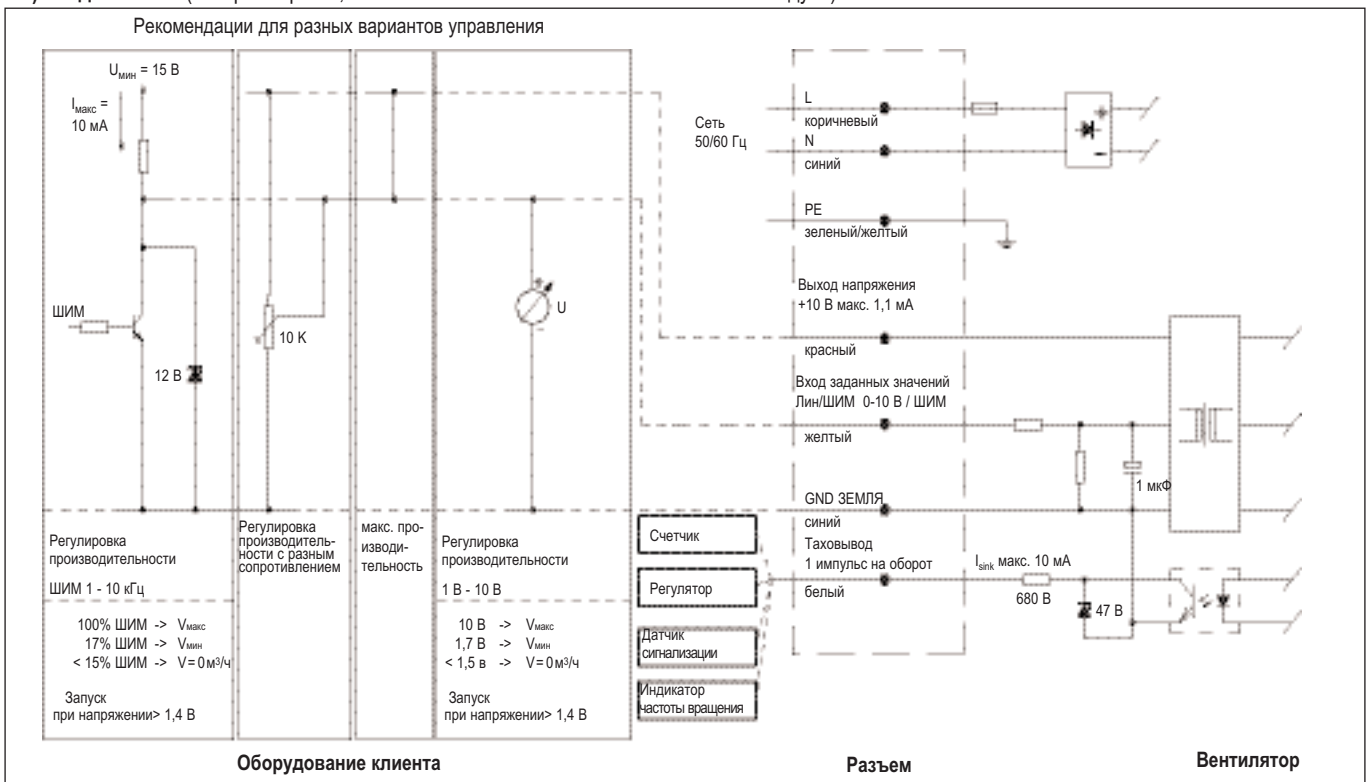 Рекомендации для разных вариантов управления
Uмин = 15 В
Iмакс =
10 мА
ШИМ
12 В
10 K
U
Сеть
50/60 Гц
L
коричневый
N
синий
PE
зеленый/желтый
Выход напряжения
+10 В макс. 1,1 мА
красный
Вход заданных значений
Лин/ШИМ 0-10 В / ШИМ
желтый
1 мкФ
GND ЗЕМЛЯ
синий
Таховывод
1 импульс на оборот
белый
Isink макс. 10 мА
680 В
47 В
Регулировка
производительности
ШИМ 1 - 10 кГц
100% ШИМ -> Vмакс
17% ШИМ -> Vмин
< 15% ШИМ -> V = 0 м³/ч
Запуск
при напряжении> 1,4 В
Регулировка
производитель-
ности с разным
сопротивлением
макс. про-
изводи-
тельность
Регулировка
производительности
1 В - 10 В
10 В -> Vмакс
1,7 В -> Vмин
< 1,5 в -> V = 0 м³/ч
Запуск
при напряжении> 1,4 В
Счетчик
Регулятор
Датчик
сигнализации
Индикатор
частоты вращения
Оборудование клиента
Разъем
Вентилятор